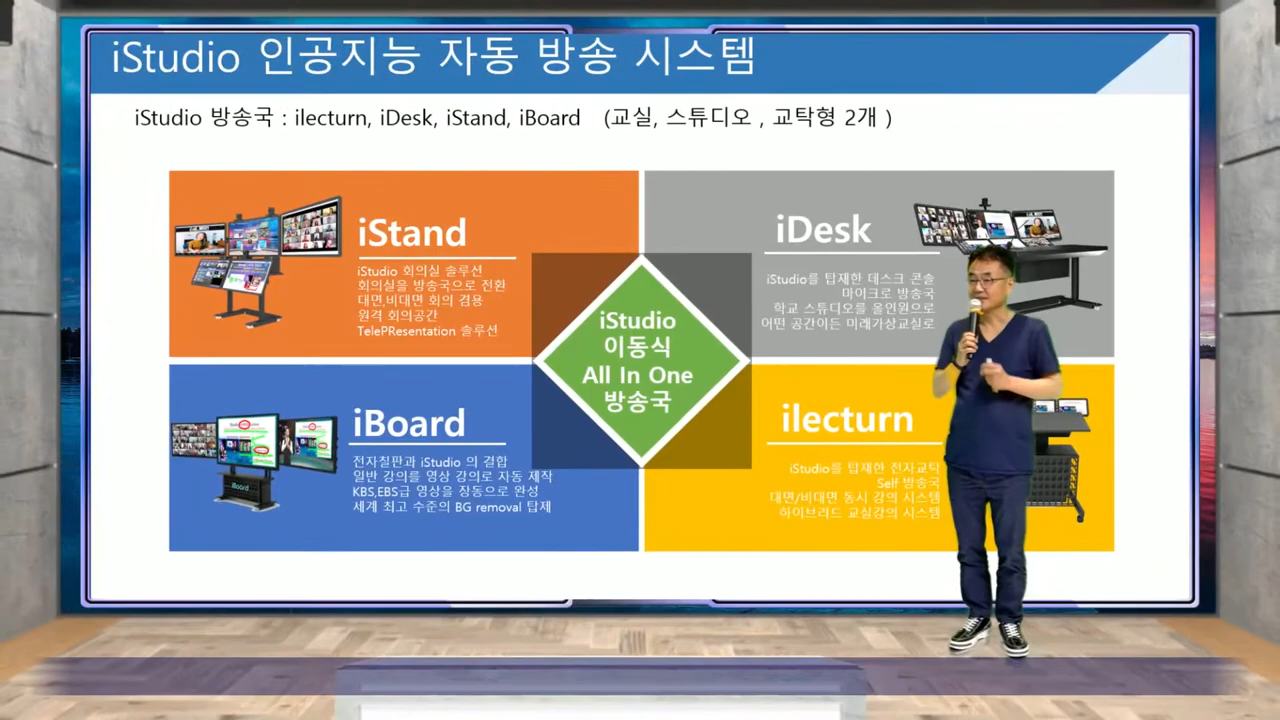 iStudio 인공지능 자동 방송 시스템
iStudio 방송국 : ilecturn, iDesk, iStand, iBoard (교실, 스튜디오 , 교탁형 2개 )
iStand
iStudio 회의실 솔루션
회의실을 방송국으로 전환
대면,비대면 회의 겸용
원격 회의공간
TelePResentation 솔루션
iDesk
iStudio를 탑재한 데스크 콘솔
마이크로 방송국
학교 스튜디오를 올인원으로
어떤 공간이든 미래가상교실로
iStudio
이동식
All In One
방송국
iBoard
전자칠판과 iStudio 의 결합
일반 강의를 영상 강의로 자동 제작
KBS,EBS급 영상을 장동으로 완성
세계 최고 수준의 BG removal 탑제
iBoard
ilecturn
iStudio를 탑재한 전자교탁
Self 방송국
대면/비대면 동시 강의 시스템
하이브리드 교실강의 시스템